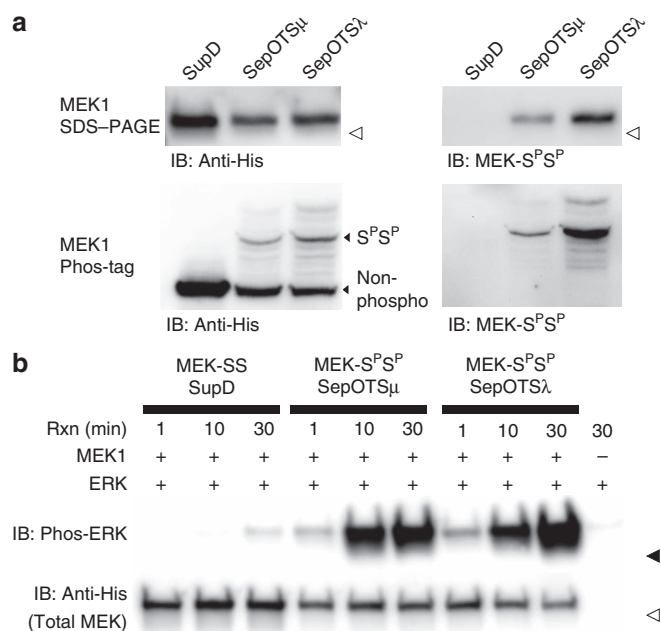 a
SupD SepOTSμ SepOTSλ SupD SepOTSμ SepOTSλ
MEK1
SDS–PAGE
IB: Anti-His IB: MEK-SᴾSᴾ
MEK1
Phos-tag
SᴾSᴾ
Non-
phospho
IB: Anti-His IB: MEK-SᴾSᴾ
b
MEK-SS MEK-SᴾSᴾ MEK-SᴾSᴾ
SupD SepOTSμ SepOTSλ
Rxn (min) 1 10 30 1 10 30 1 10 30 30
MEK1 + + + + + + + + + –
ERK + + + + + + + + + +
IB: Phos-ERK
IB: Anti-His
(Total MEK)